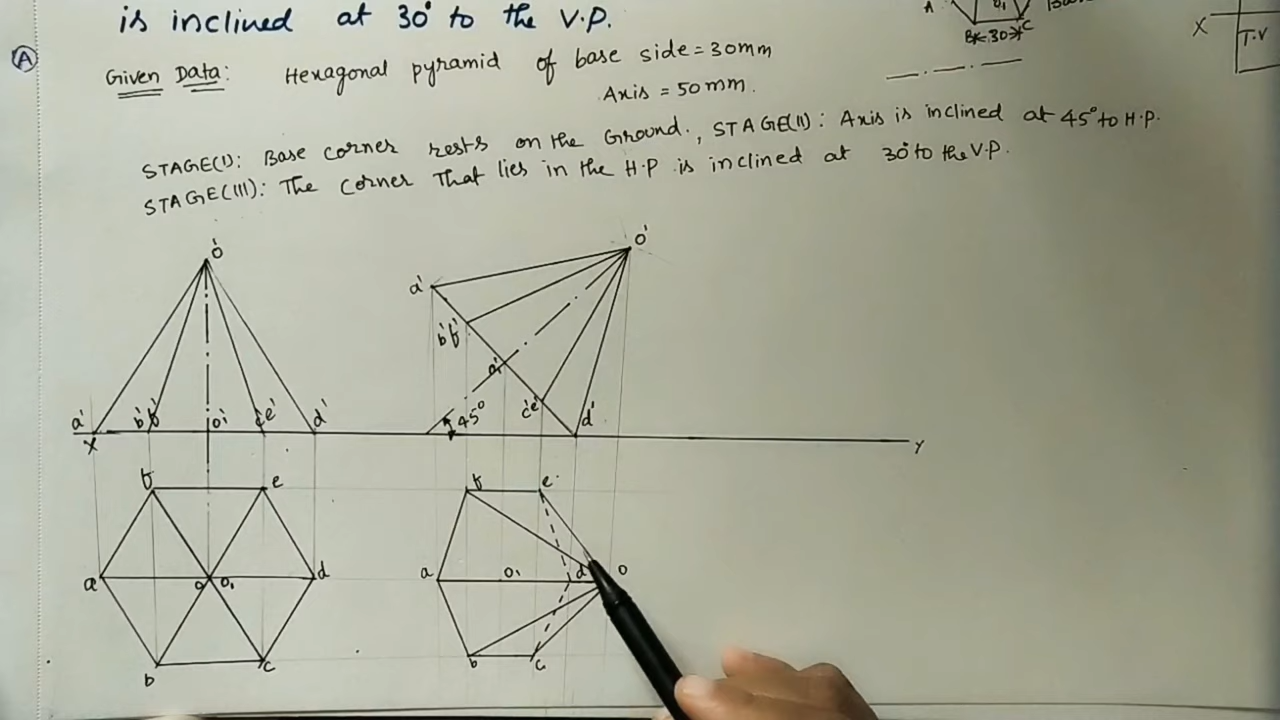 is inclined at 30° to the V.P.
A B 30 C
X T.V
(A)
Given Data: Hexagonal pyramid of base side = 30mm
Axis = 50mm.
STAGE(I): Base corner rests on the Ground., STAGE(II): Axis is inclined at 45° to H.P.
STAGE(III): The corner That lies in the H.P is inclined at 30° to the V.P.
o' o'
a' b'f' o1' c'e' d' a' b'f' o1' c'e' d' 45°
X Y
f e f e
a o o1 d a o1 d o
b c b c